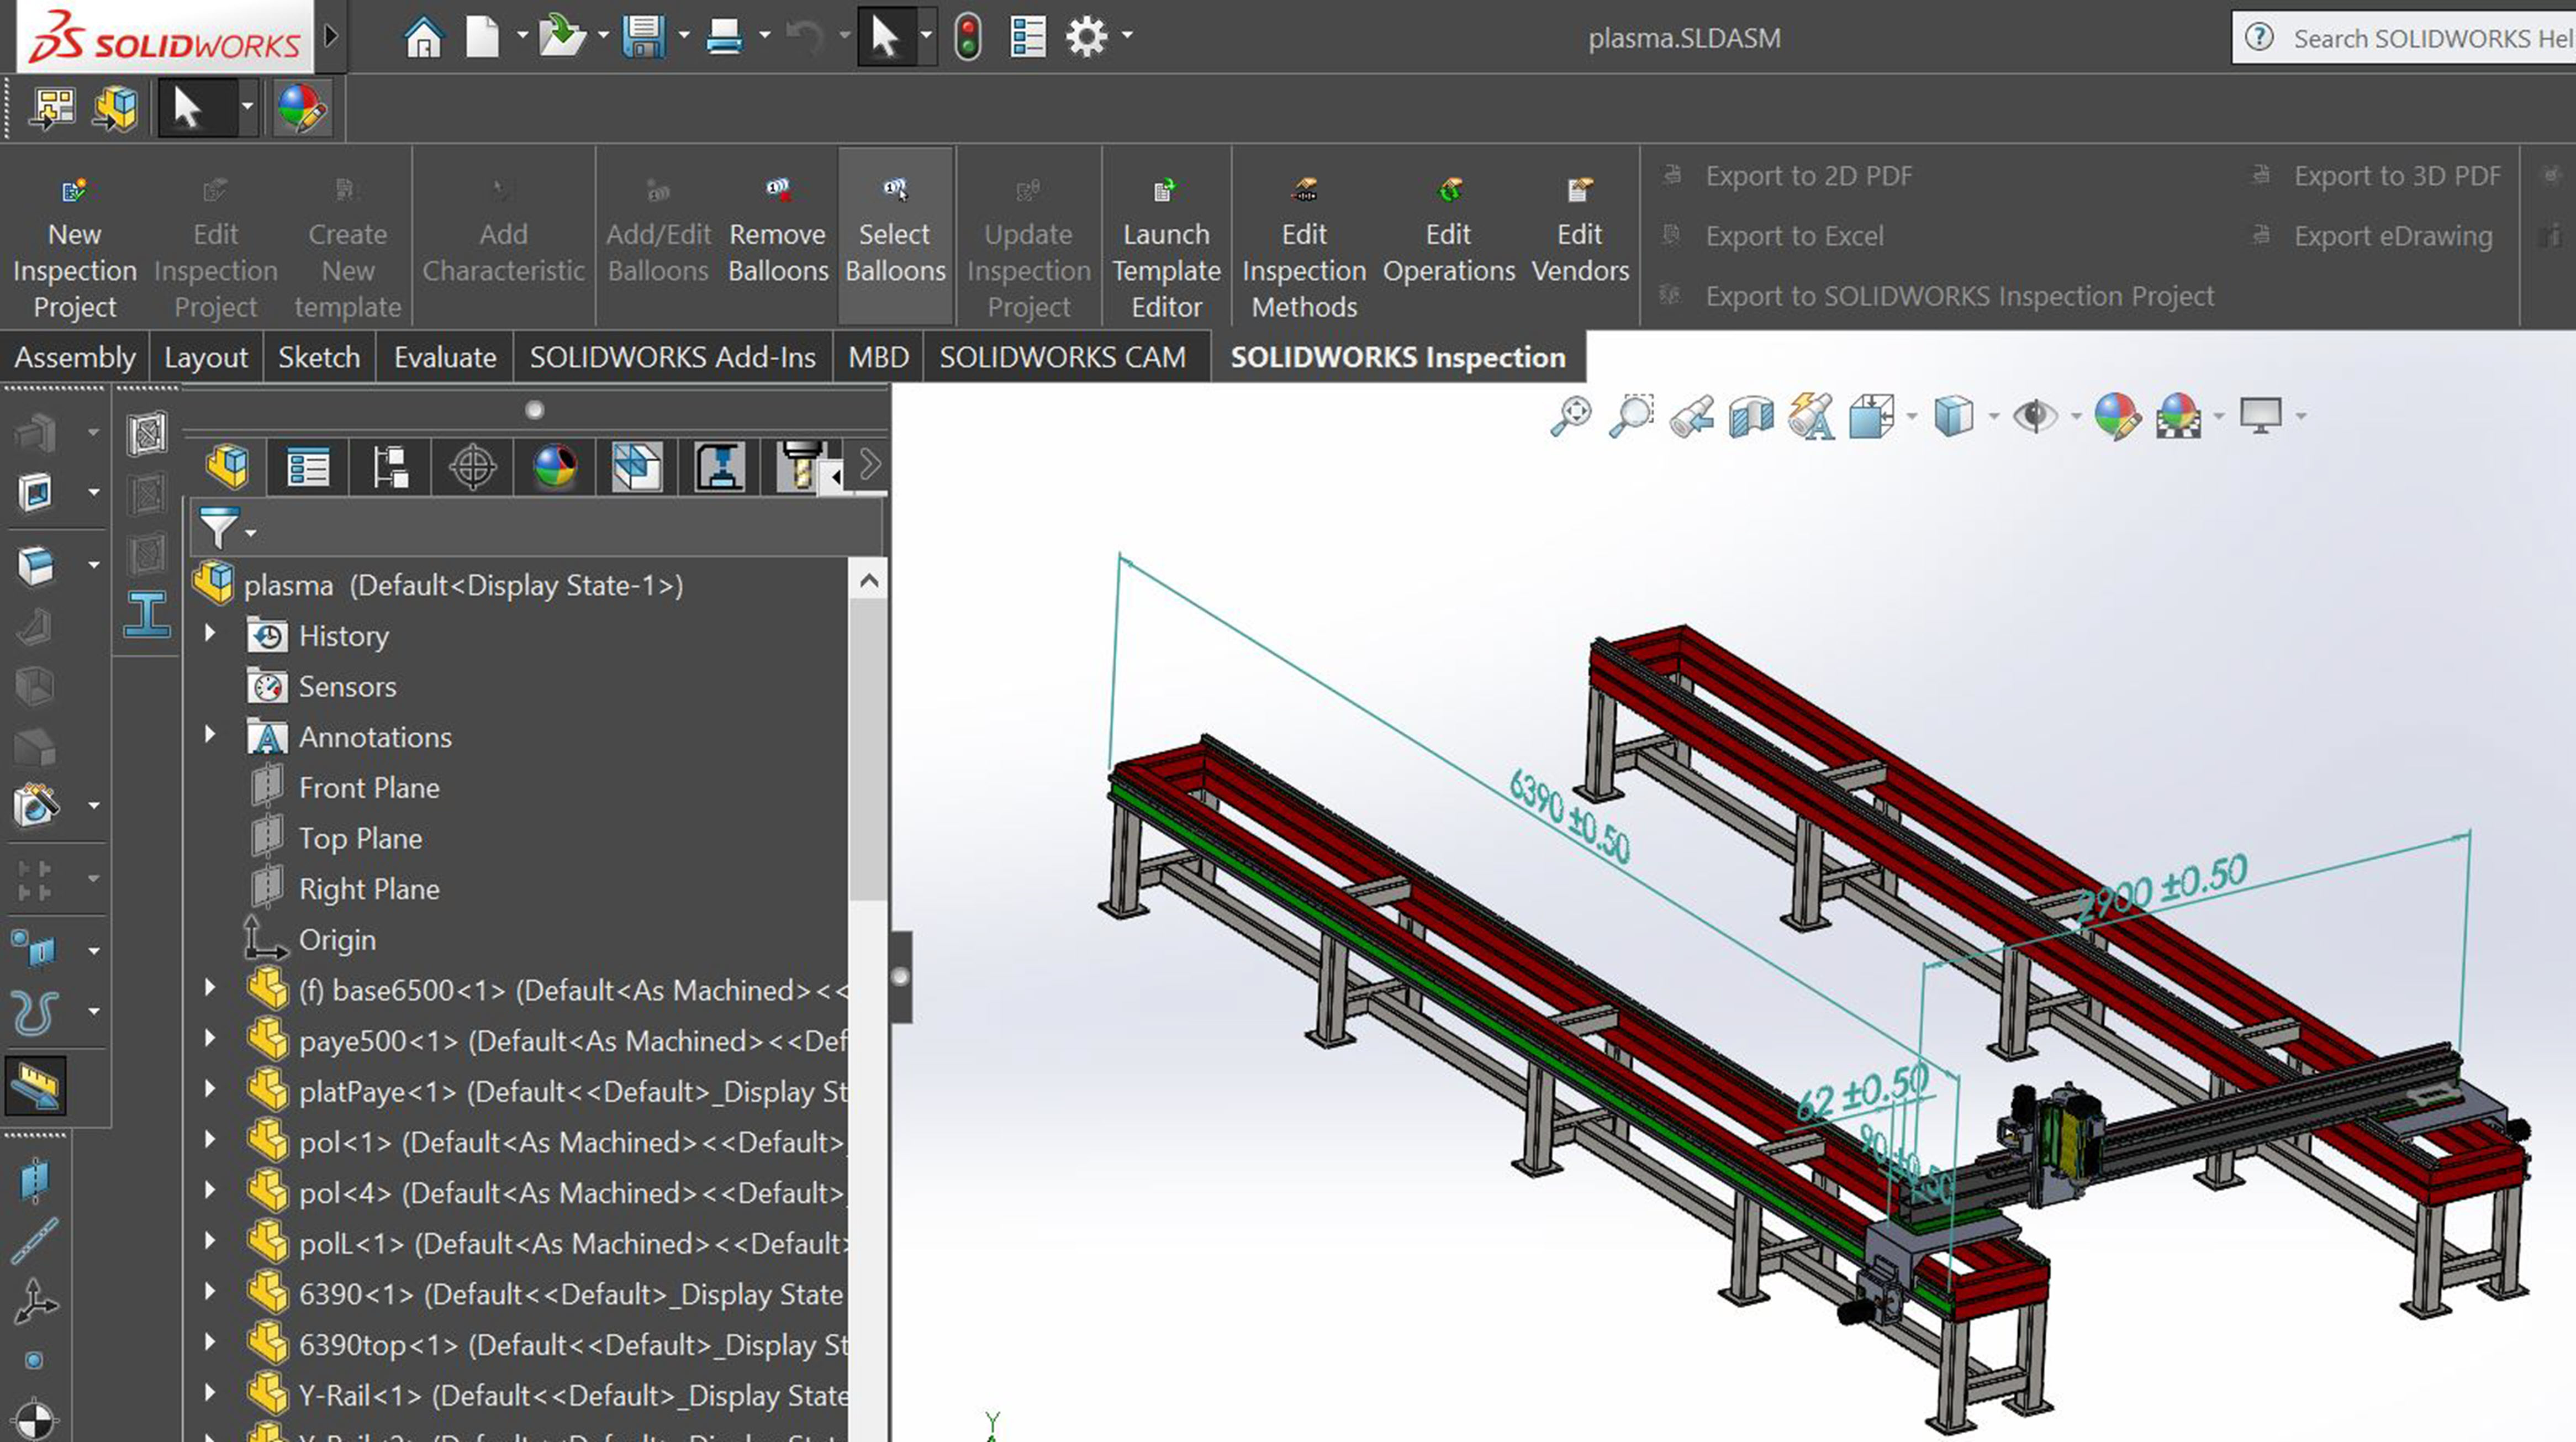 SOLIDWORKS
plasma.SLDASM
Search SOLIDWORKS Hel
New Inspection Project
Edit Inspection Project
Create New template
Add Characteristic
Add/Edit Balloons
Remove Balloons
Select Balloons
Update Inspection Project
Launch Template Editor
Edit Inspection Methods
Edit Operations
Edit Vendors
Export to 2D PDF
Export to Excel
Export to SOLIDWORKS Inspection Project
Export to 3D PDF
Export eDrawing
Assembly
Layout
Sketch
Evaluate
SOLIDWORKS Add-Ins
MBD
SOLIDWORKS CAM
SOLIDWORKS Inspection
plasma (Default<Display State-1>)
History
Sensors
Annotations
Front Plane
Top Plane
Right Plane
Origin
(f) base6500<1> (Default<As Machined><<
paye500<1> (Default<As Machined><<Def
platPaye<1> (Default<<Default>_Display St
pol<1> (Default<As Machined><<Default>_
pol<4> (Default<As Machined><<Default>_
polL<1> (Default<As Machined><<Default>
6390<1> (Default<<Default>_Display State
6390top<1> (Default<<Default>_Display St
Y-Rail<1> (Default<<Default>_Display State
6390 ±0.50
2900 ±0.50
62 ±0.50
90 ±0.50
Y